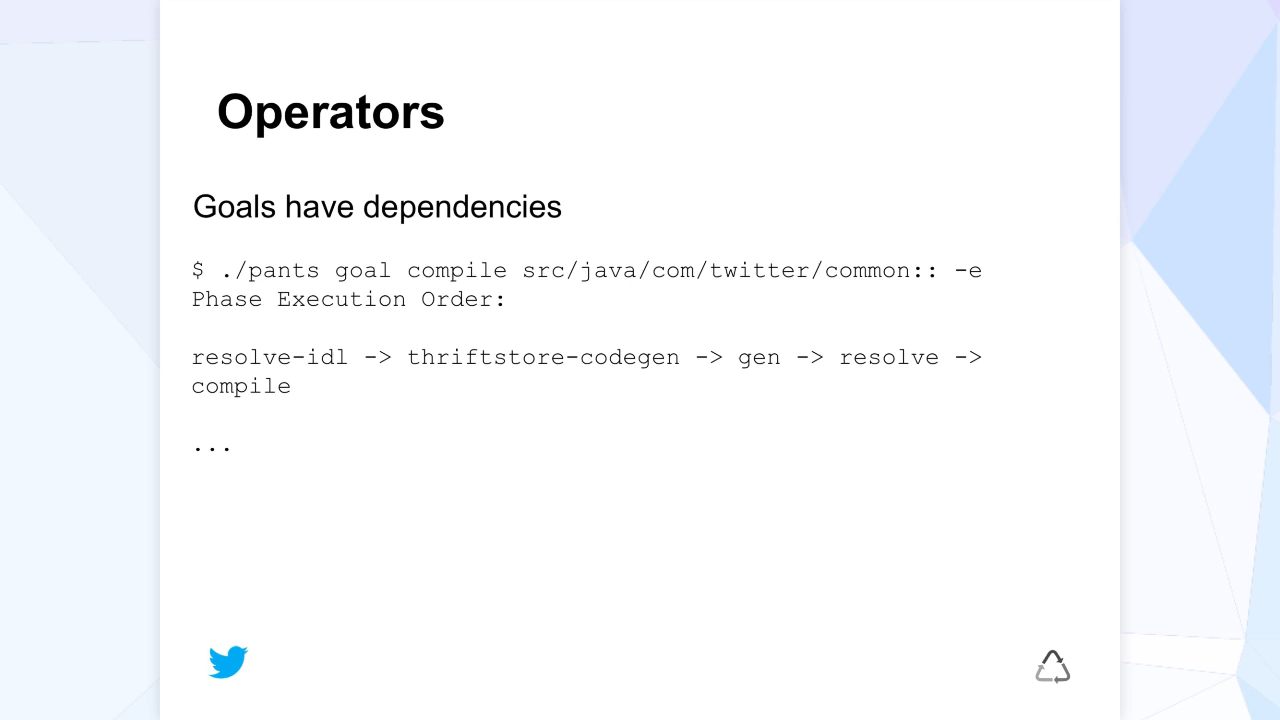 Operators
Goals have dependencies
$ ./pants goal compile src/java/com/twitter/common:: -e
Phase Execution Order:
resolve-idl -> thriftstore-codegen -> gen -> resolve ->
compile
...